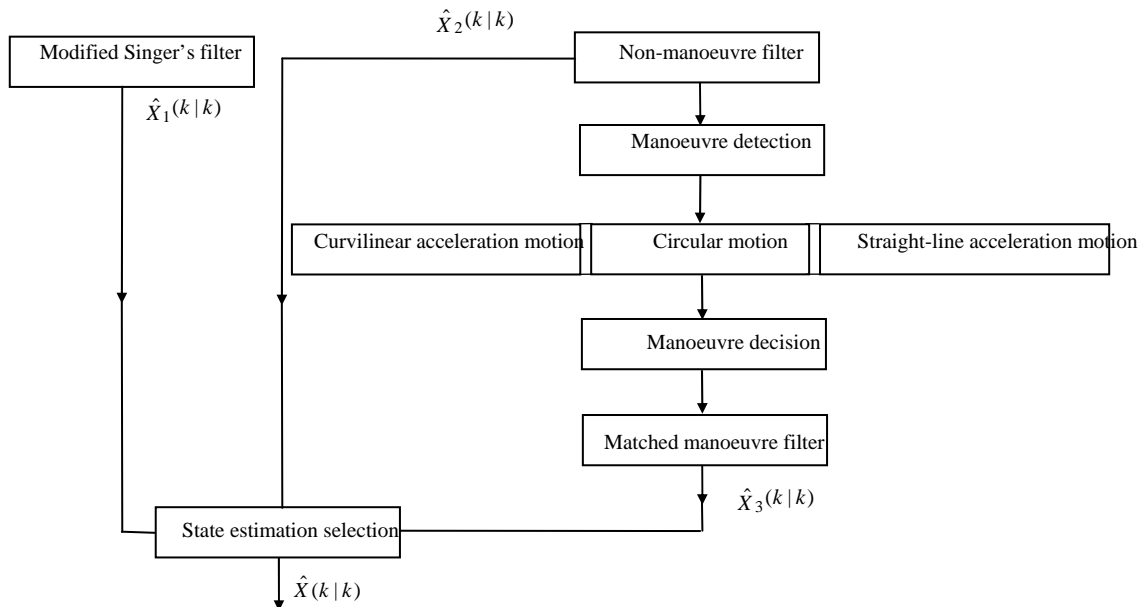 X̂2(k | k)
Modified Singer's filter
Non-manoeuvre filter
X̂1(k | k)
Manoeuvre detection
Curvilinear acceleration motion
Circular motion
Straight-line acceleration motion
Manoeuvre decision
Matched manoeuvre filter
X̂3(k | k)
State estimation selection
X̂(k | k)